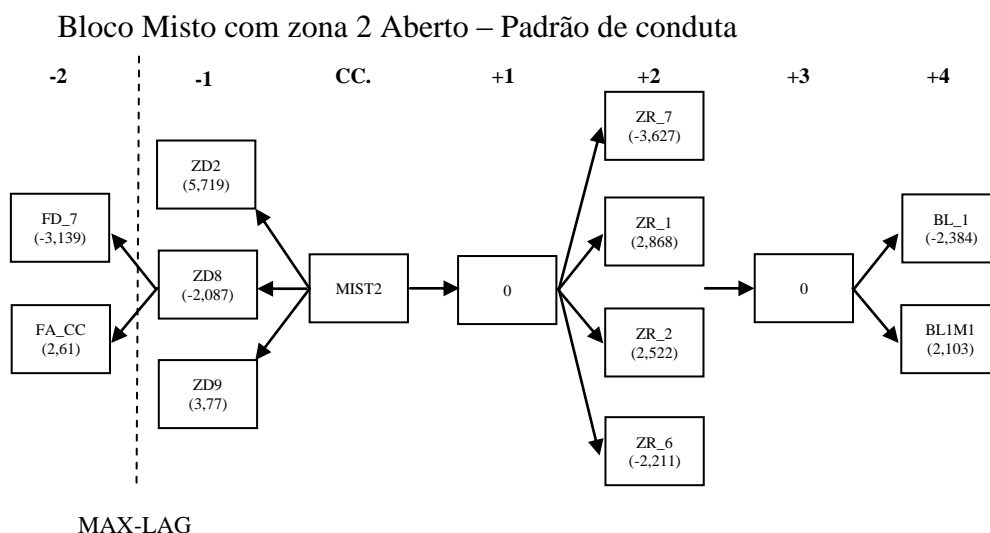 Bloco Misto com zona 2 Aberto – Padrão de conduta
-2 -1 CC. +1 +2 +3 +4
ZR_7
(-3,627)
ZD2
(5,719)
FD_7
(-3,139)
ZR_1
(2,868)
BL_1
(-2,384)
ZD8
(-2,087)
MIST2
0
0
FA_CC
(2,61)
ZR_2
(2,522)
BL1M1
(2,103)
ZD9
(3,77)
ZR_6
(-2,211)
MAX-LAG